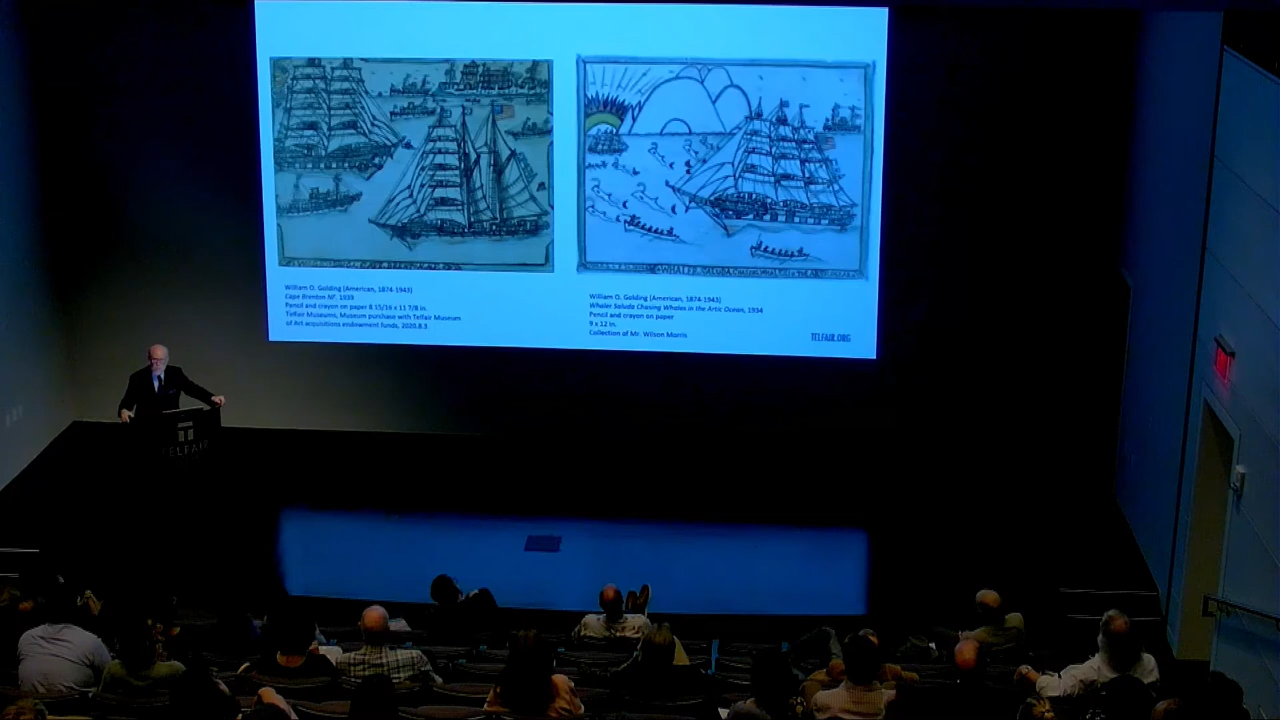 William O. Golding (American, 1874-1943)
Cape Brenton NF, 1939
Pencil and crayon on paper 8 15/16 x 11 7/8 in.
Telfair Museums, Museum purchase with Telfair Museum
of Art acquisitions endowment funds, 2020.8.3
WHALER SALUDA CHASING WHALES IN THE ARTIC OCEAN
William O. Golding (American, 1874-1943)
Whaler Saluda Chasing Whales in the Artic Ocean, 1934
Pencil and crayon on paper
9 x 12 in.
Collection of Mr. Wilson Morris
TELFAIR.ORG
TELFAIR